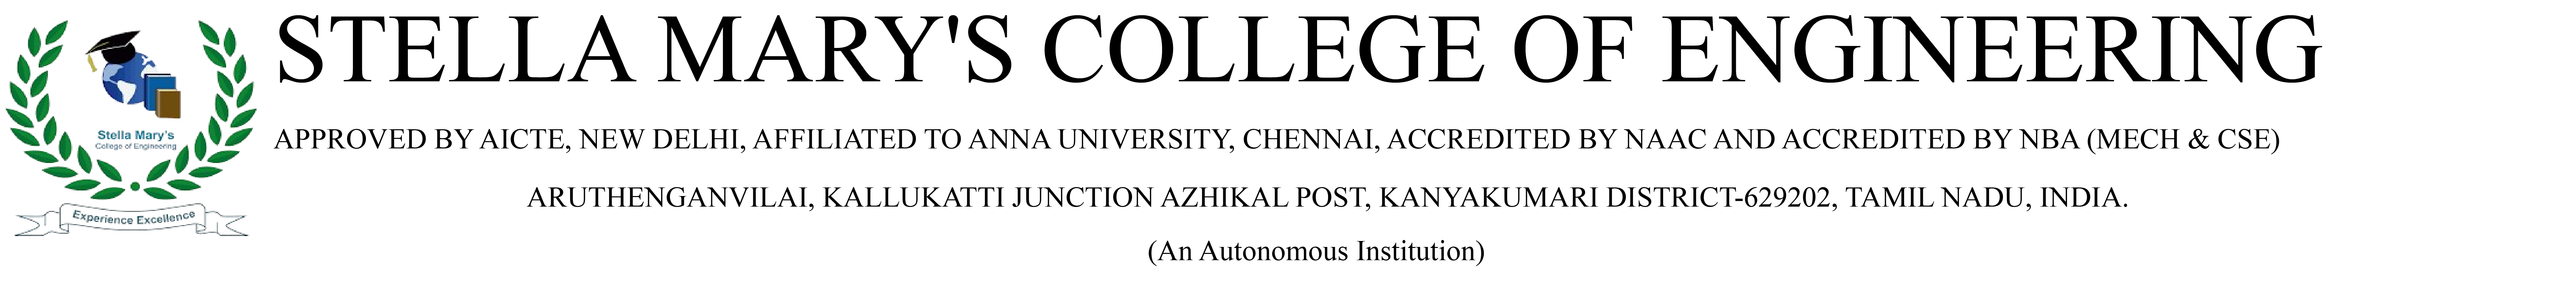 STELLA MARY'S COLLEGE OF ENGINEERING
APPROVED BY AICTE, NEW DELHI, AFFILIATED TO ANNA UNIVERSITY, CHENNAI, ACCREDITED BY NAAC AND ACCREDITED BY NBA (MECH & CSE)
ARUTHENGANVILAI, KALLUKATTI JUNCTION AZHIKAL POST, KANYAKUMARI DISTRICT-629202, TAMIL NADU, INDIA.
(An Autonomous Institution)
Stella Mary's
College of Engineering
Experience Excellence